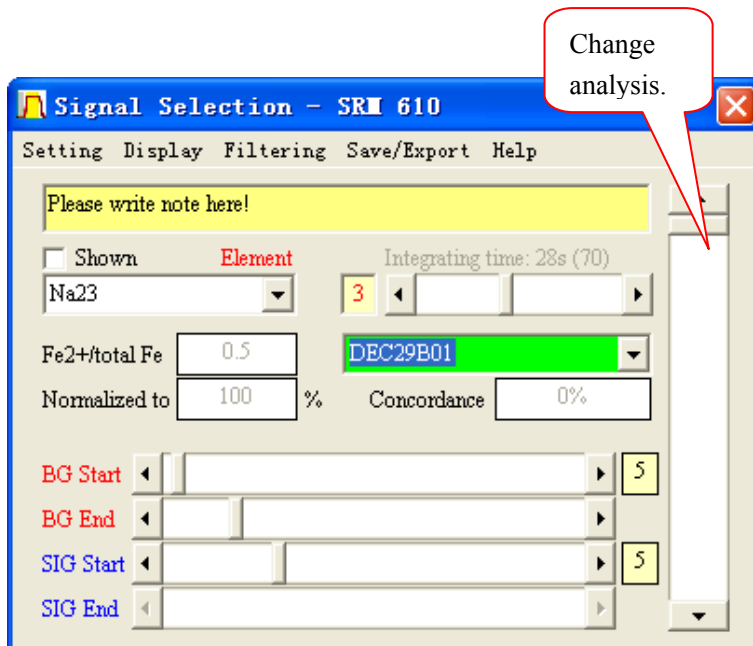 Change
analysis.
Signal Selection - SRM 610
Setting Display Filtering Save/Export Help
Please write note here!
Shown Element Integrating time: 28s (70)
Na23 3
Fe2+/total Fe 0.5 DEC29B01
Normalized to 100 % Concordance 0%
BG Start 5
BG End
SIG Start 5
SIG End